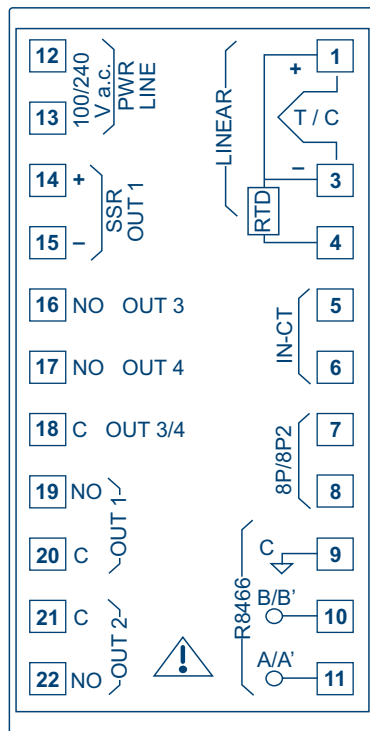 12
13
100/240
V a.c.
PWR
LINE
14 +
15 –
SSR
OUT 1
16 NO OUT 3
17 NO OUT 4
18 C OUT 3/4
19 NO
20 C
OUT 1
21 C
22 NO
OUT 2
LINEAR
+ 1
T / C
– 3
RTD
4
IN-CT
5
6
8P/8P2
7
8
R8466
C 9
B/B' 10
A/A' 11